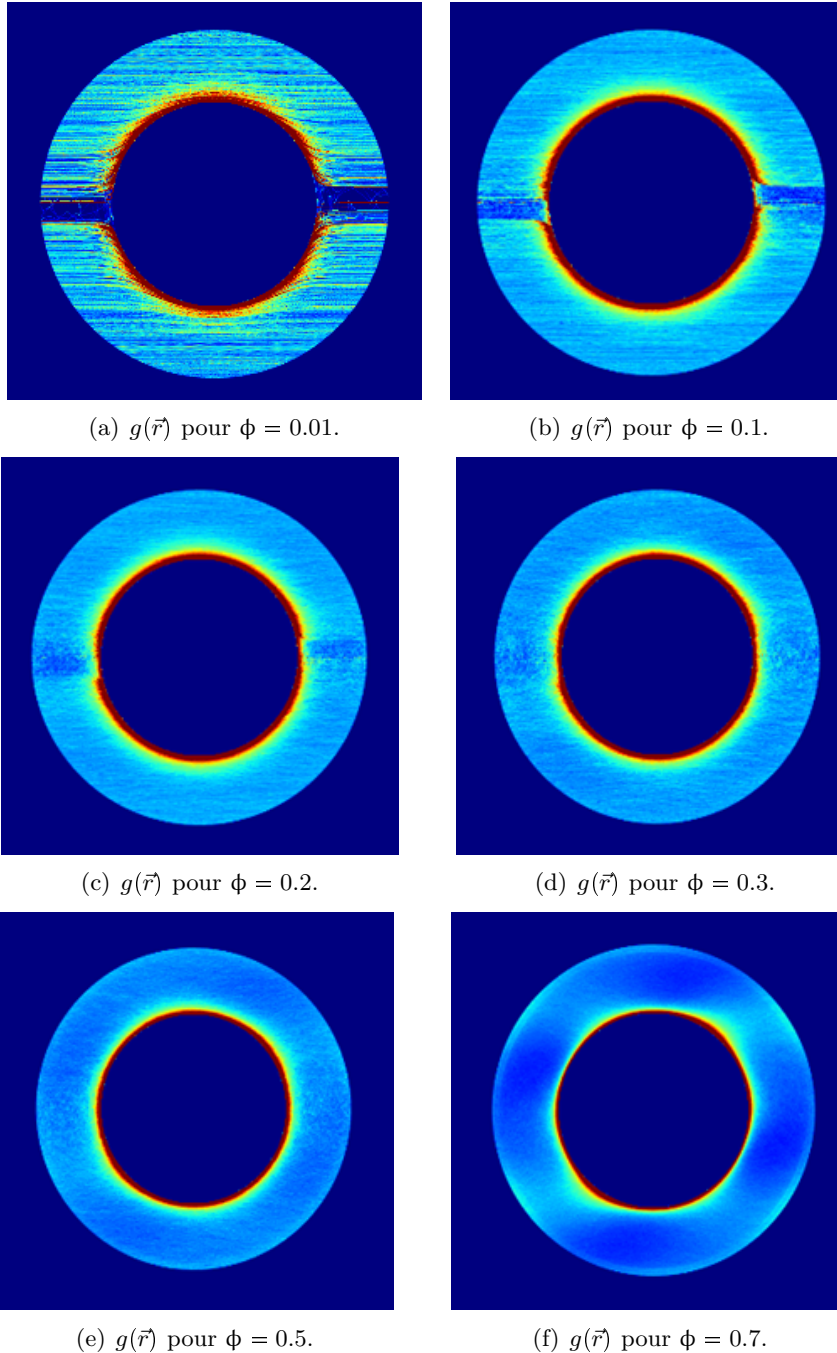 (a) g(r⃗) pour ϕ = 0.01.
(b) g(r⃗) pour ϕ = 0.1.
(c) g(r⃗) pour ϕ = 0.2.
(d) g(r⃗) pour ϕ = 0.3.
(e) g(r⃗) pour ϕ = 0.5.
(f) g(r⃗) pour ϕ = 0.7.